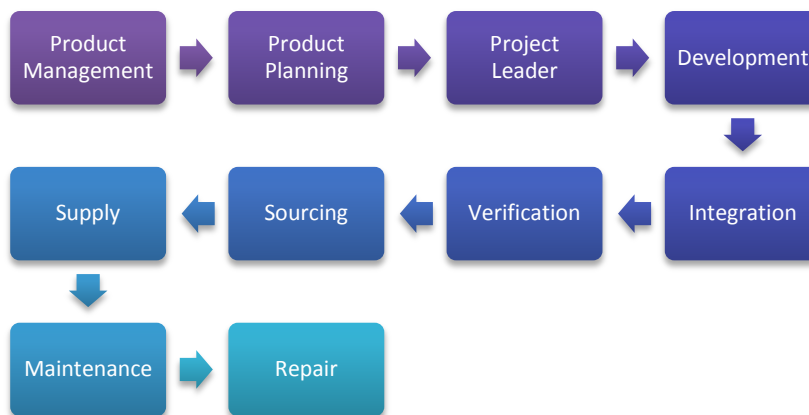 Product
Management
Product
Planning
Project
Leader
Development
Integration
Verification
Sourcing
Supply
Maintenance
Repair